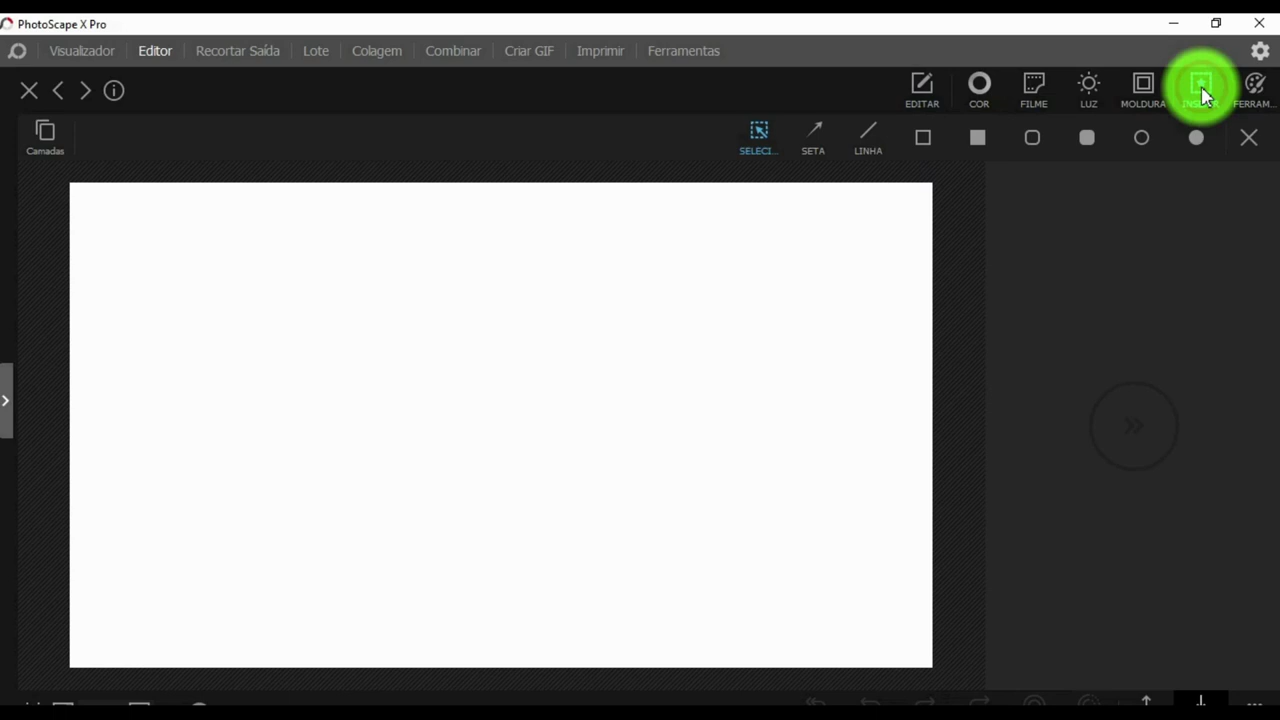 PhotoScape X Pro
Visualizador Editor Recortar Saída Lote Colagem Combinar Criar GIF Imprimir Ferramentas
EDITAR COR FILME LUZ MOLDURA FERRAM...
Camadas SELECI... SETA LINHA